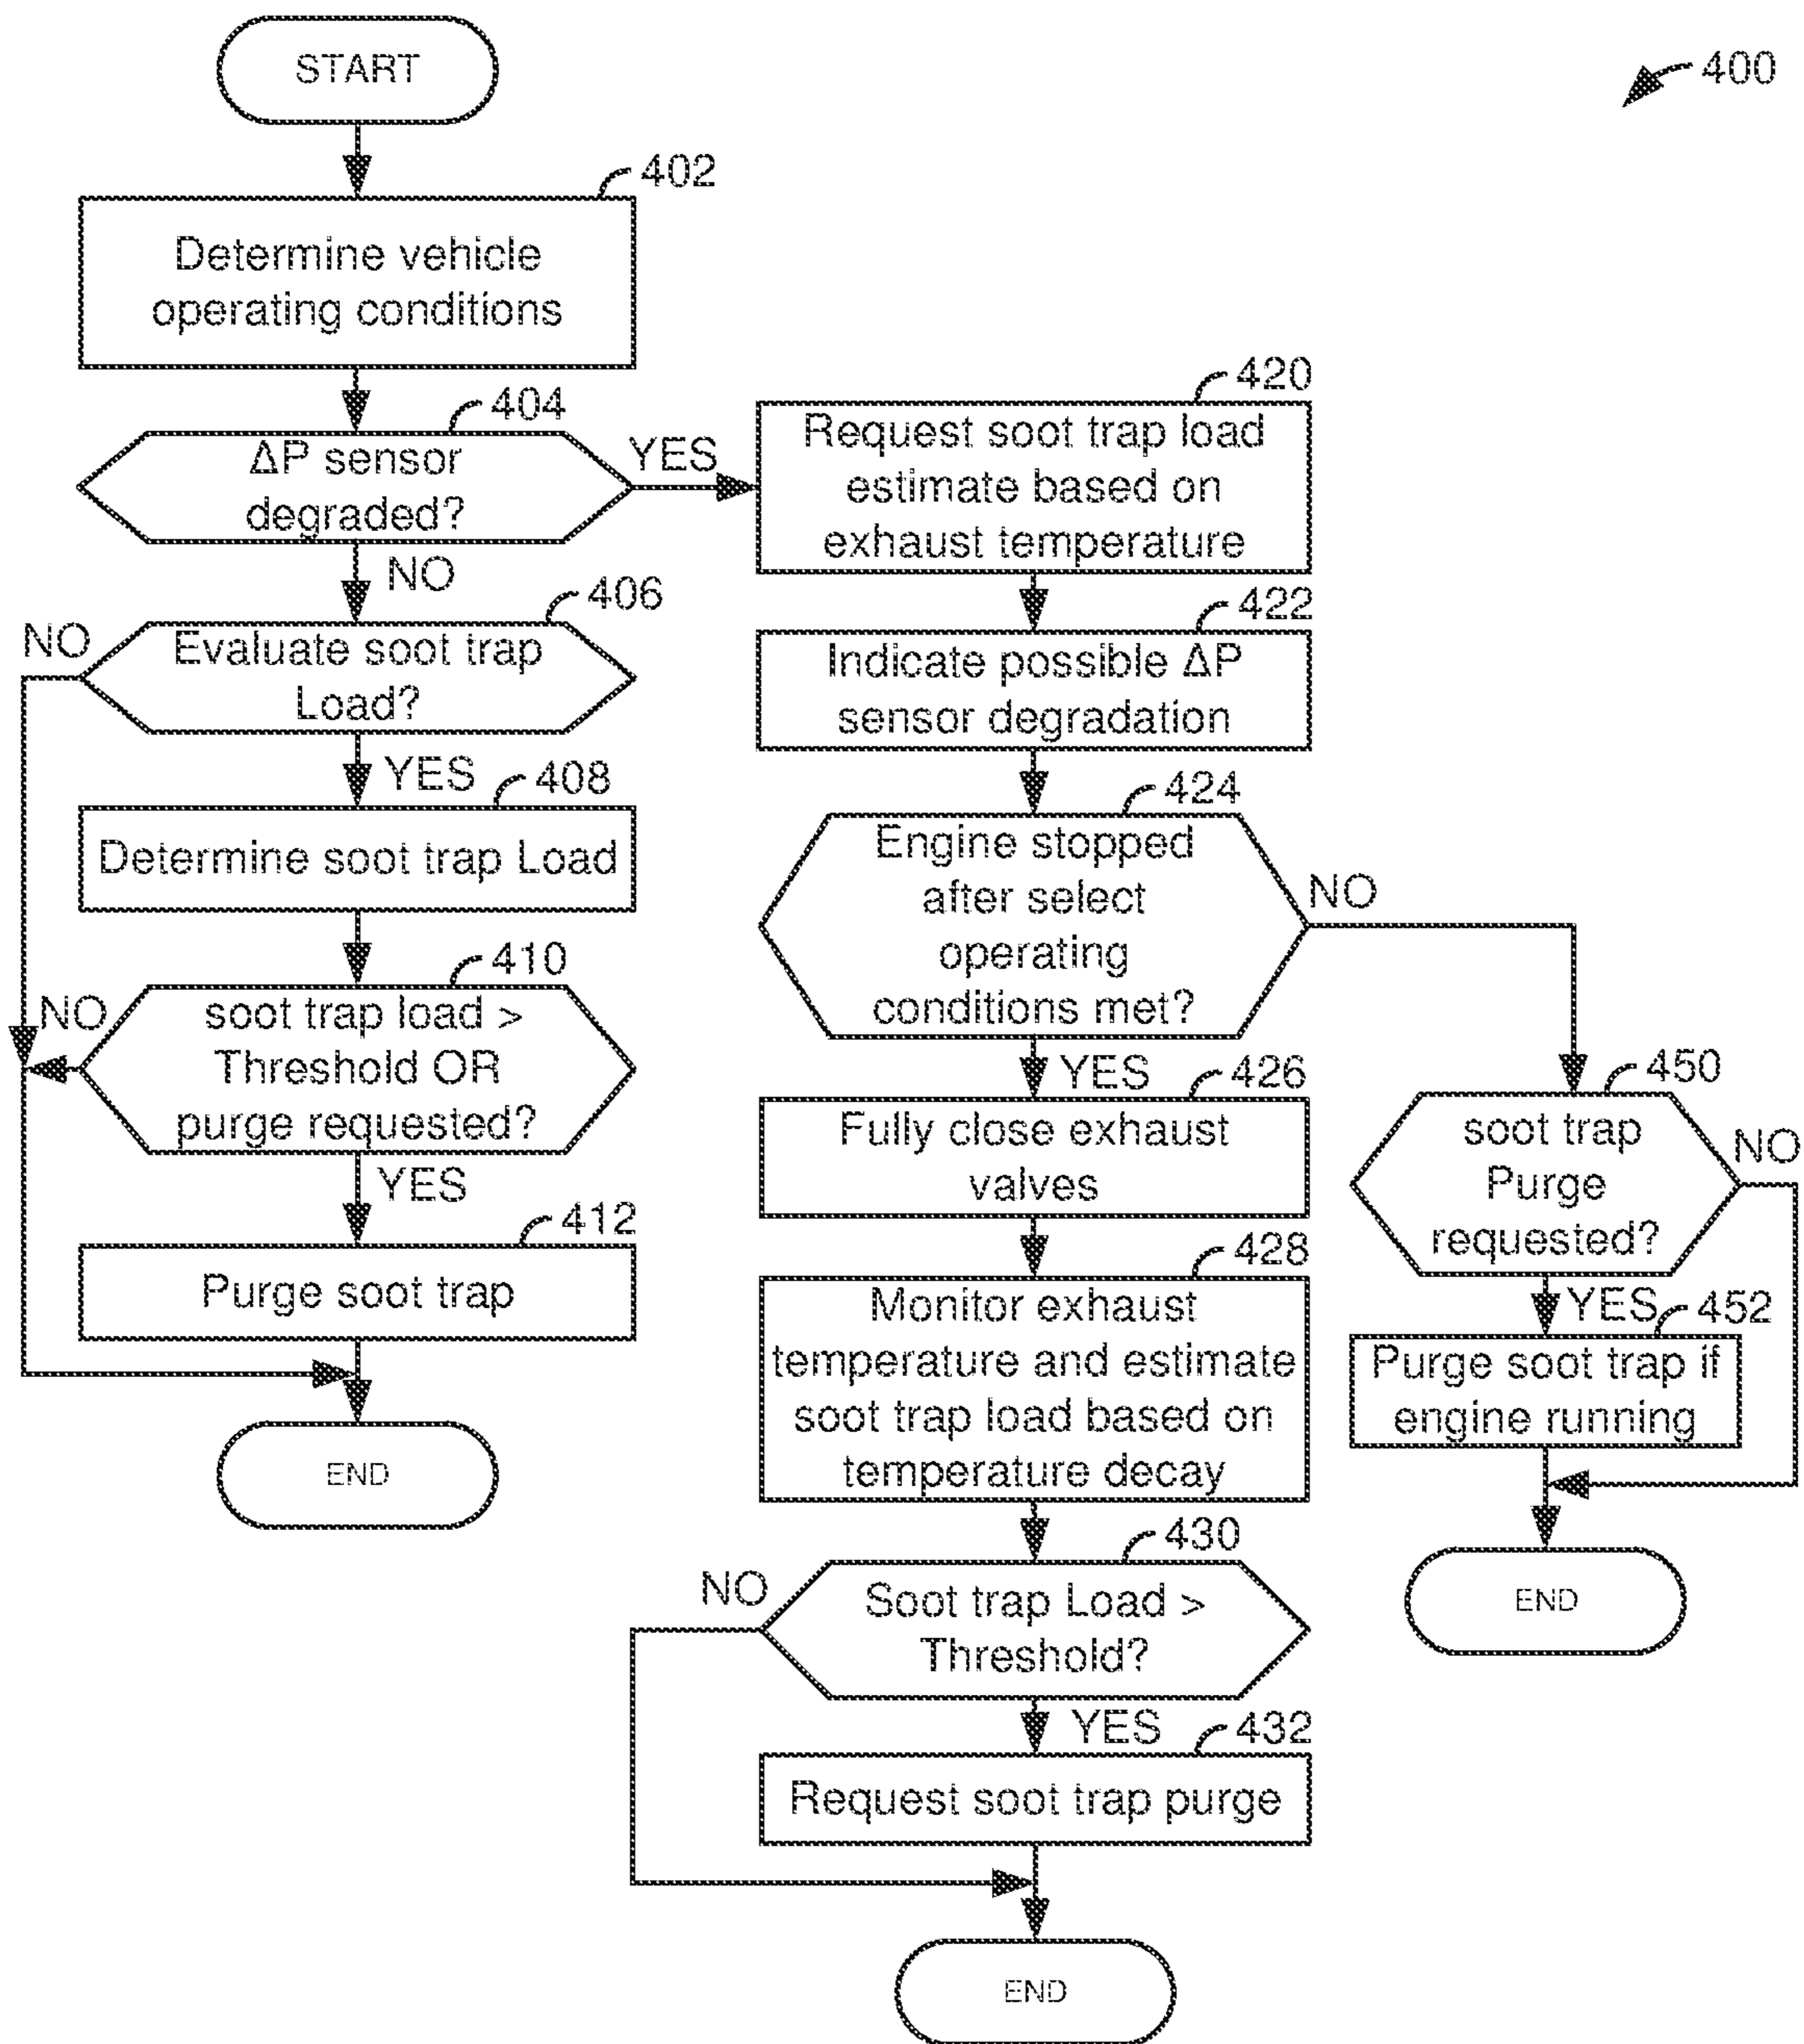 START
400
402
Determine vehicle
operating conditions
404
ΔP sensor
degraded?
YES
NO
406
NO
Evaluate soot trap
Load?
YES
408
Determine soot trap Load
410
NO
soot trap load >
Threshold OR
purge requested?
YES
412
Purge soot trap
END
420
Request soot trap load
estimate based on
exhaust temperature
422
Indicate possible ΔP
sensor degradation
424
Engine stopped
after select
operating
conditions met?
NO
YES
426
Fully close exhaust
valves
428
Monitor exhaust
temperature and estimate
soot trap load based on
temperature decay
430
NO
Soot trap Load >
Threshold?
YES
432
Request soot trap purge
END
450
soot trap
Purge
requested?
NO
YES
452
Purge soot trap if
engine running
END